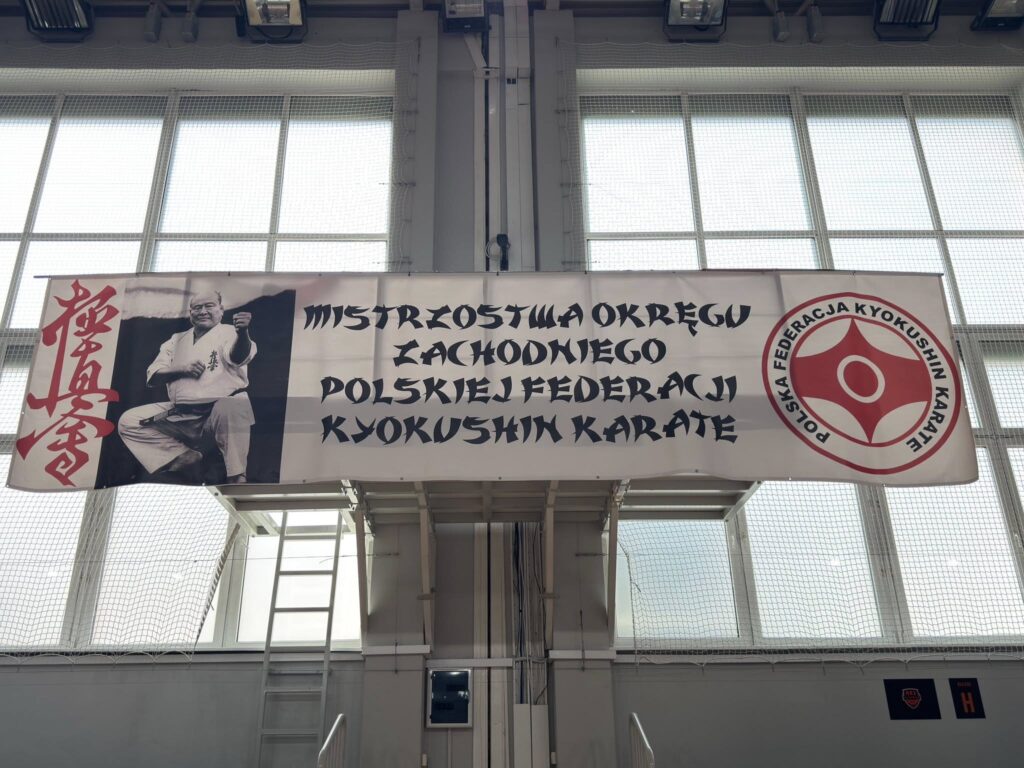 極真会
MISTRZOSTWA OKRĘGU
ZACHODNIEGO
POLSKIEJ FEDERACJI
KYOKUSHIN KARATE
POLSKA FEDERACJA KYOKUSHIN KARATE
H